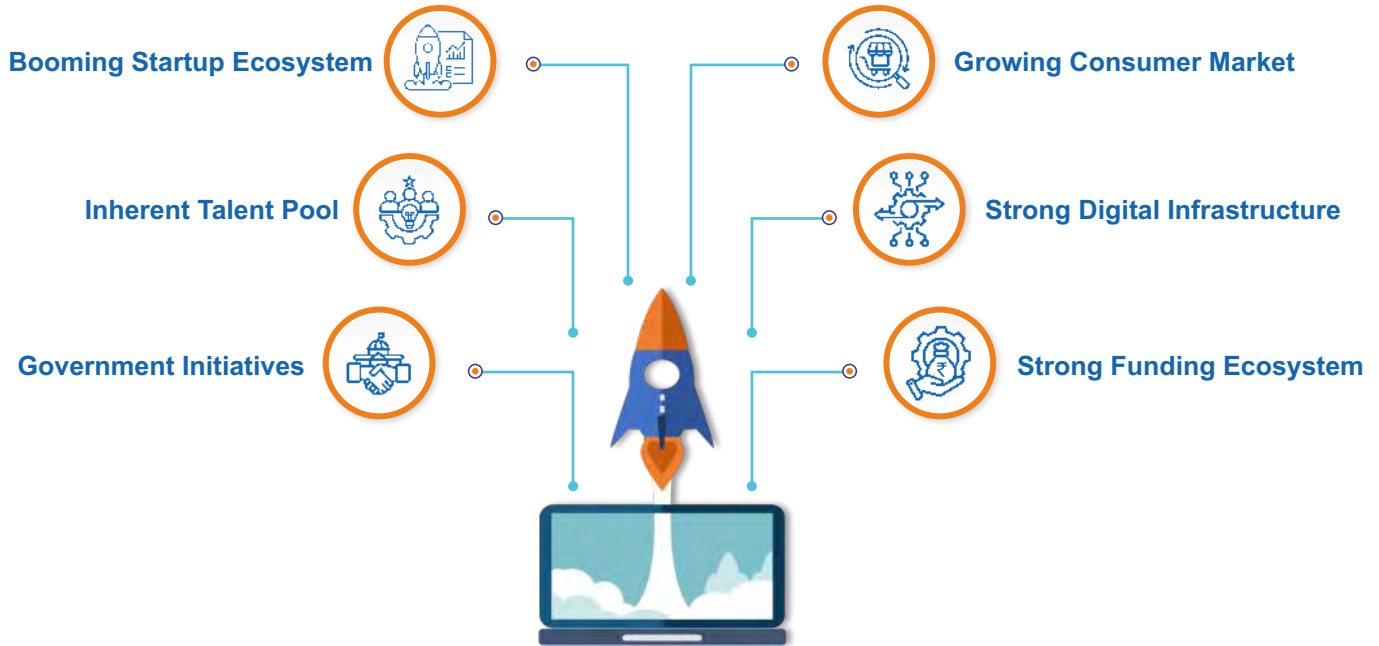 Booming Startup Ecosystem
Growing Consumer Market
Inherent Talent Pool
Strong Digital Infrastructure
Government Initiatives
₹
Strong Funding Ecosystem